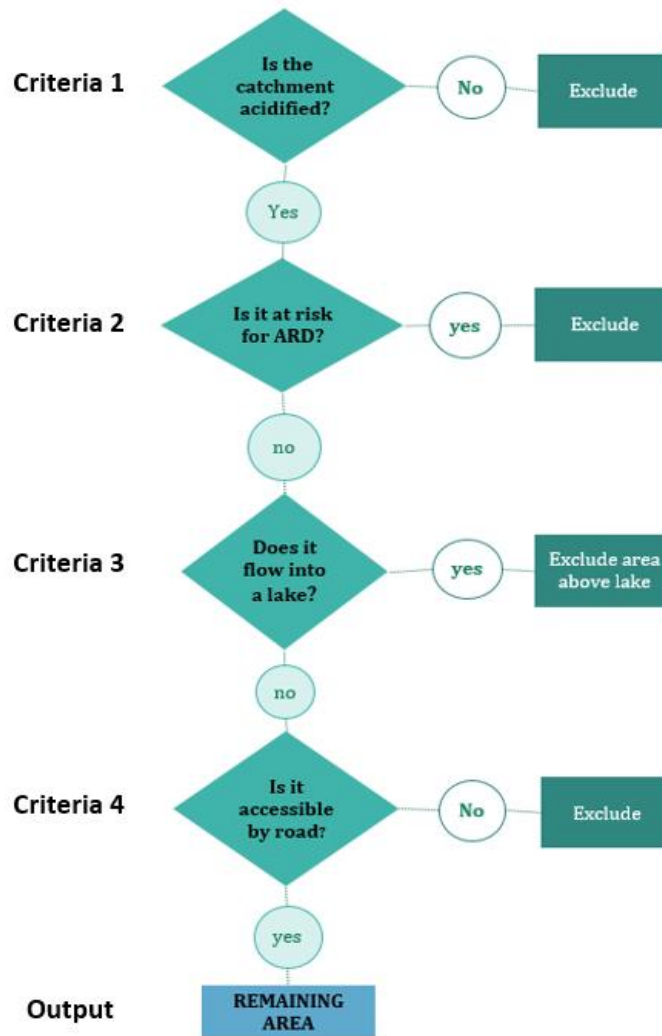 Criteria 1
Is the
catchment
acidified?
No
Exclude
Yes
Criteria 2
Is it at risk
for ARD?
yes
Exclude
no
Criteria 3
Does it
flow into
a lake?
yes
Exclude area
above lake
no
Criteria 4
Is it
accessible
by road?
No
Exclude
yes
Output
REMAINING
AREA